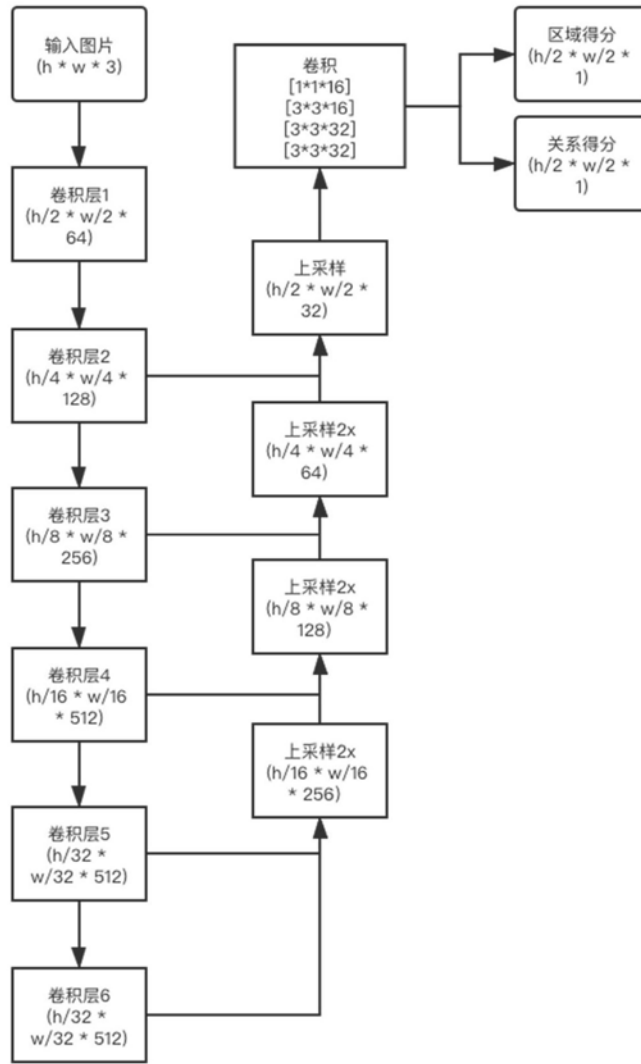 输入图片
(h * w * 3)
卷积层1
(h/2 * w/2 *
64)
卷积层2
(h/4 * w/4 *
128)
卷积层3
(h/8 * w/8 *
256)
卷积层4
(h/16 * w/16
* 512)
卷积层5
(h/32 *
w/32 * 512)
卷积层6
(h/32 *
w/32 * 512)
卷积
[1*1*16]
[3*3*16]
[3*3*32]
[3*3*32]
上采样
(h/2 * w/2 *
32)
上采样2x
(h/4 * w/4 *
64)
上采样2x
(h/8 * w/8 *
128)
上采样2x
(h/16 * w/16
* 256)
区域得分
(h/2 * w/2 *
1)
关系得分
(h/2 * w/2 *
1)